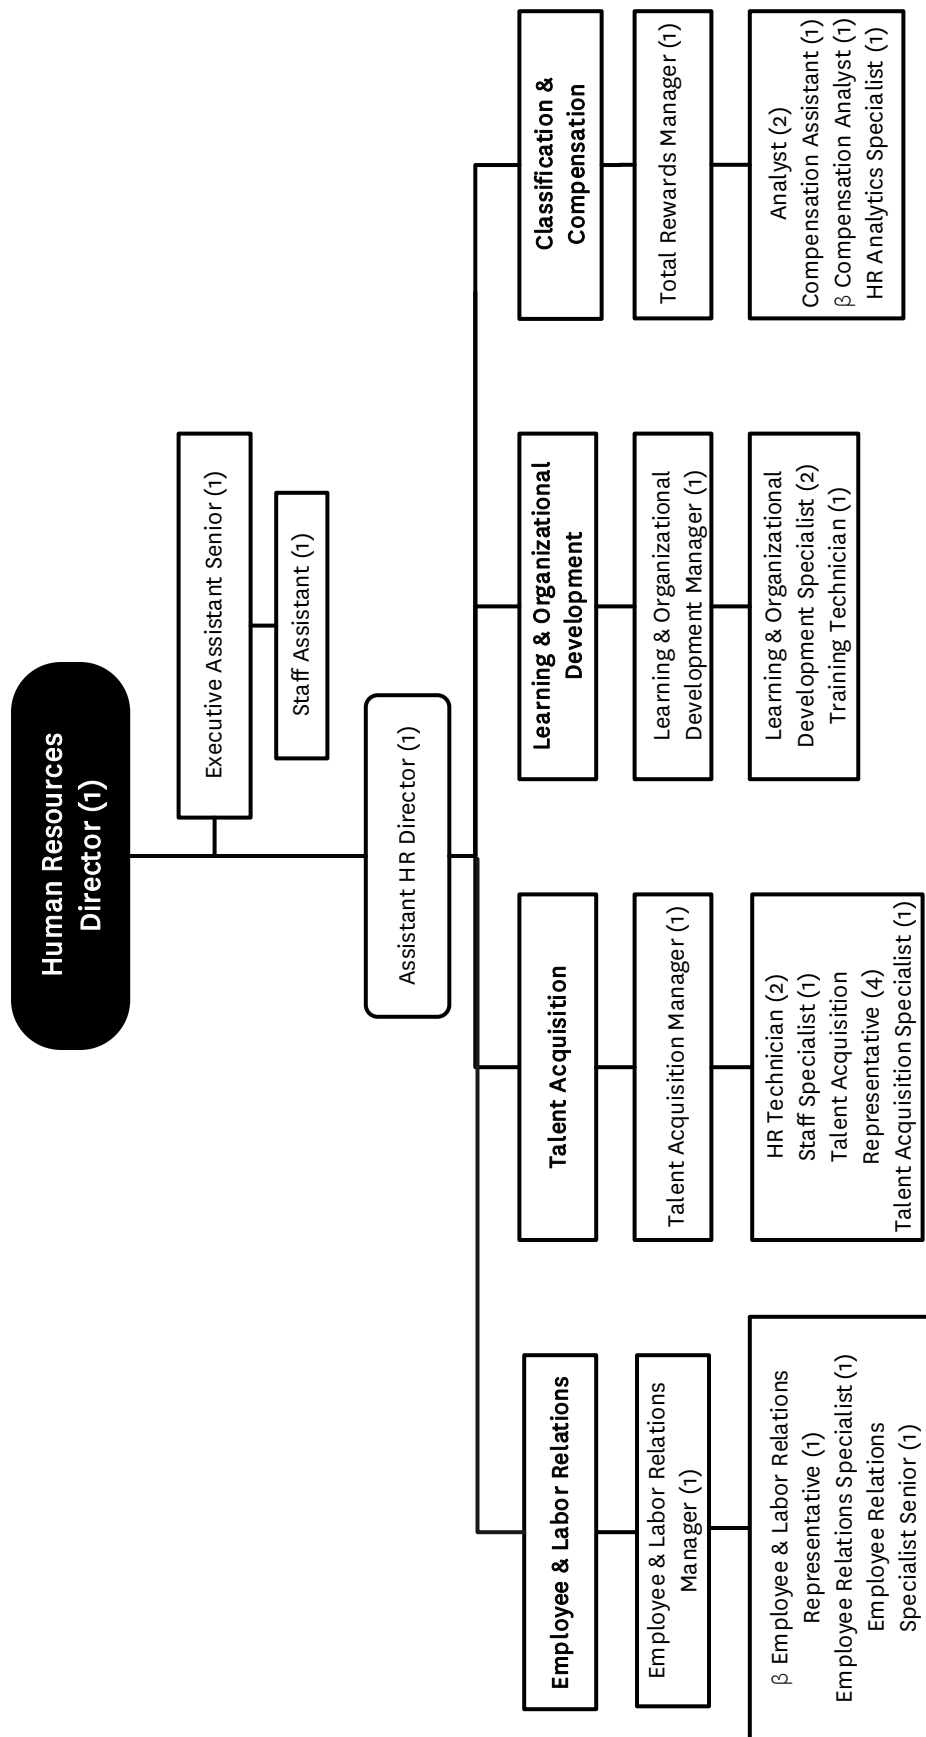 Human Resources
Director (1)
Executive Assistant Senior (1)
Staff Assistant (1)
Assistant HR Director (1)
Employee & Labor Relations
Employee & Labor Relations
Manager (1)
β Employee & Labor Relations
Representative (1)
Employee Relations Specialist (1)
Employee Relations
Specialist Senior (1)
Talent Acquisition
Talent Acquisition Manager (1)
HR Technician (2)
Staff Specialist (1)
Talent Acquisition
Representative (4)
Talent Acquisition Specialist (1)
Learning & Organizational
Development
Learning & Organizational
Development Manager (1)
Learning & Organizational
Development Specialist (2)
Training Technician (1)
Classification &
Compensation
Total Rewards Manager (1)
Analyst (2)
Compensation Assistant (1)
β Compensation Analyst (1)
HR Analytics Specialist (1)